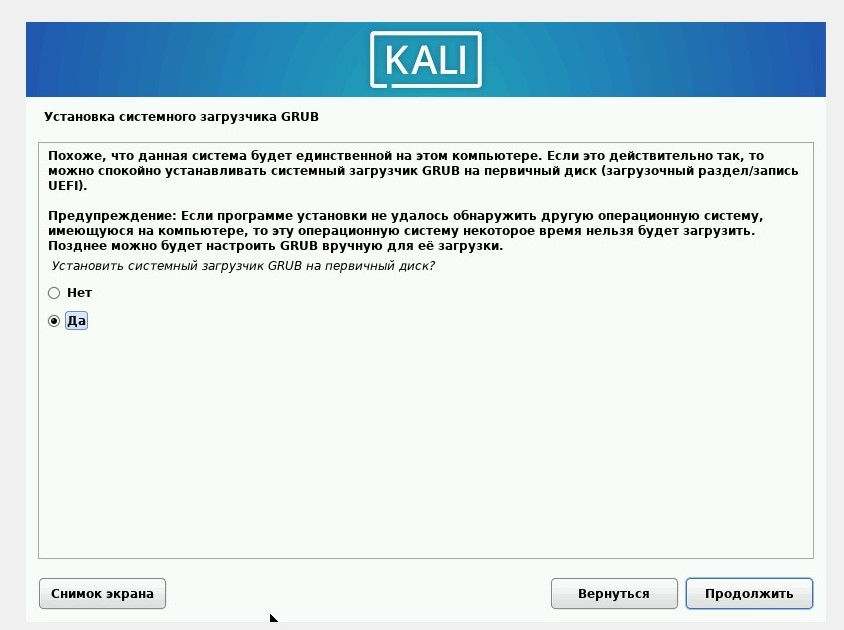 KALI
Установка системного загрузчика GRUB
Похоже, что данная система будет единственной на этом компьютере. Если это действительно так, то
можно спокойно устанавливать системный загрузчик GRUB на первичный диск (загрузочный раздел/запись
UEFI).
Предупреждение: Если программе установки не удалось обнаружить другую операционную систему,
имеющуюся на компьютере, то эту операционную систему некоторое время нельзя будет загрузить.
Позднее можно будет настроить GRUB вручную для её загрузки.
Установить системный загрузчик GRUB на первичный диск?
Нет
Да
Снимок экрана
Вернуться
Продолжить